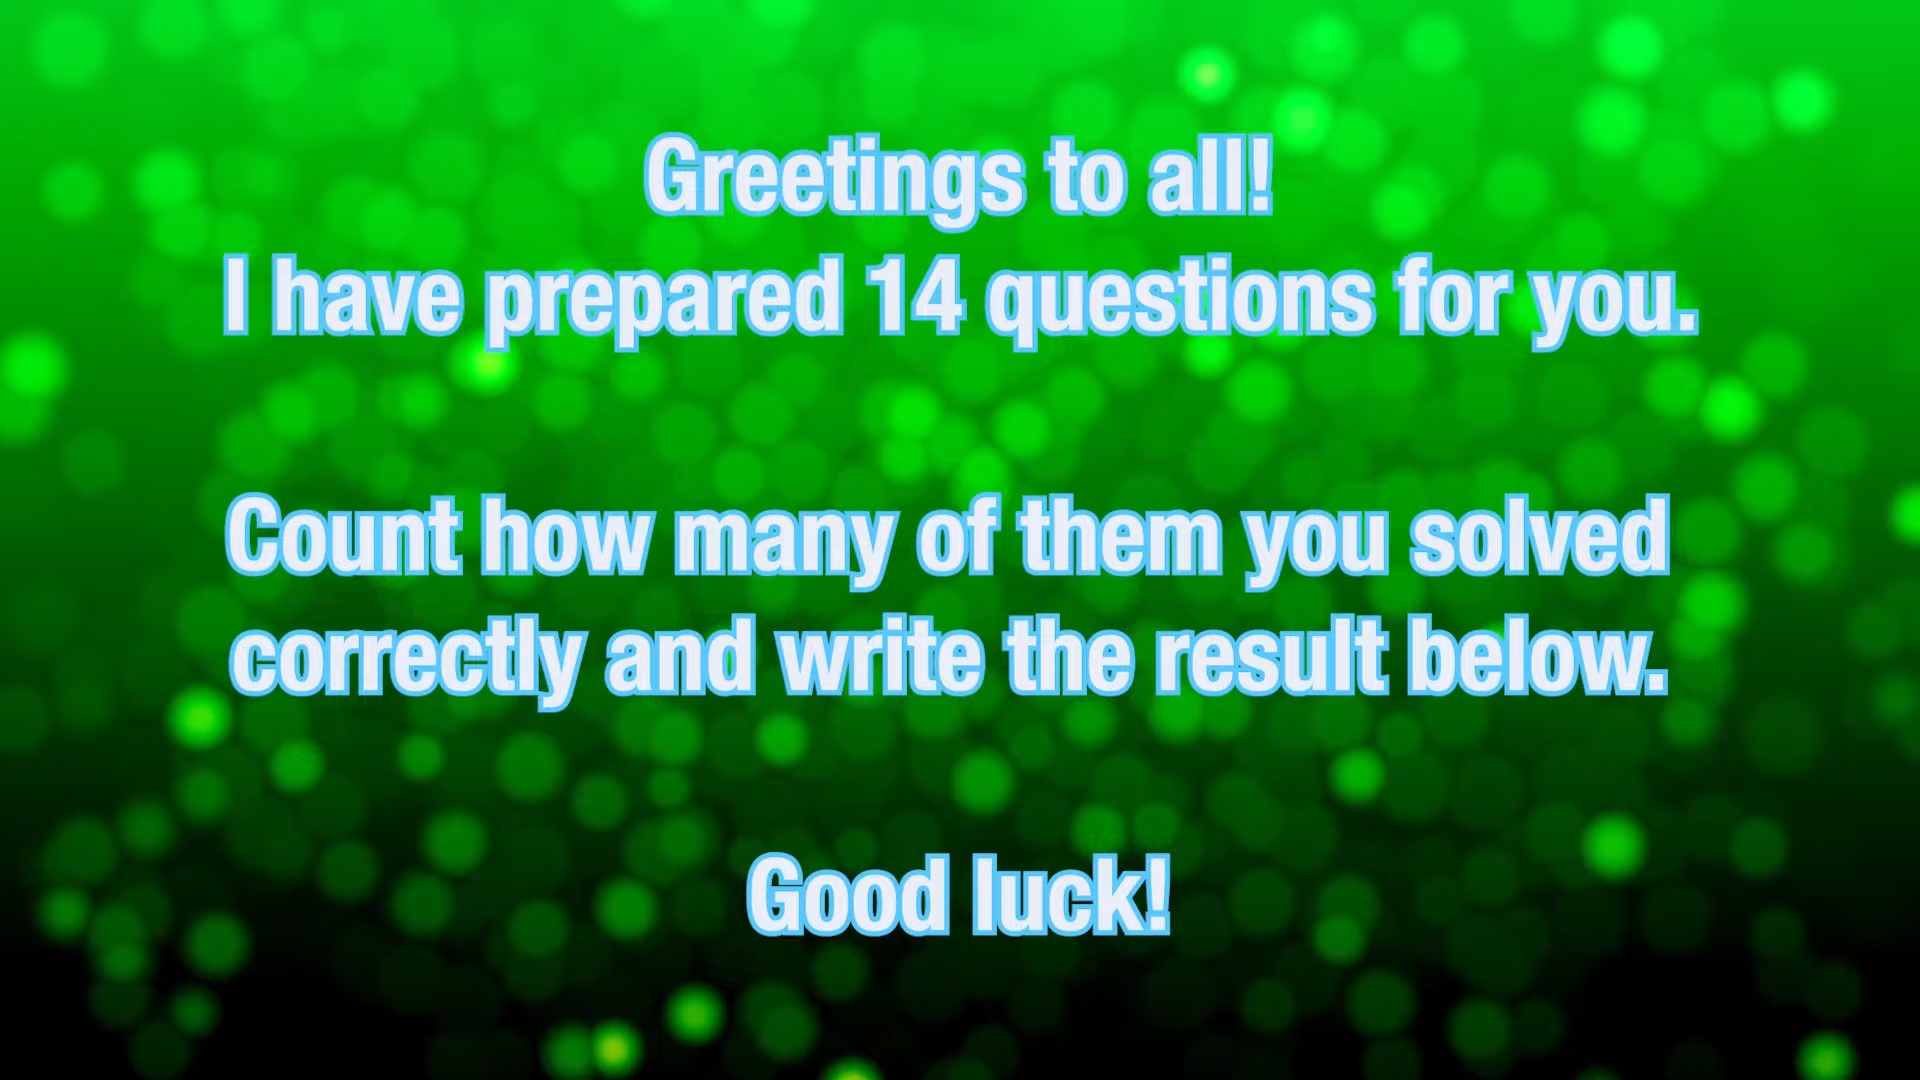 Greetings to all!
I have prepared 14 questions for you.
Count how many of them you solved
correctly and write the result below.
Good luck!